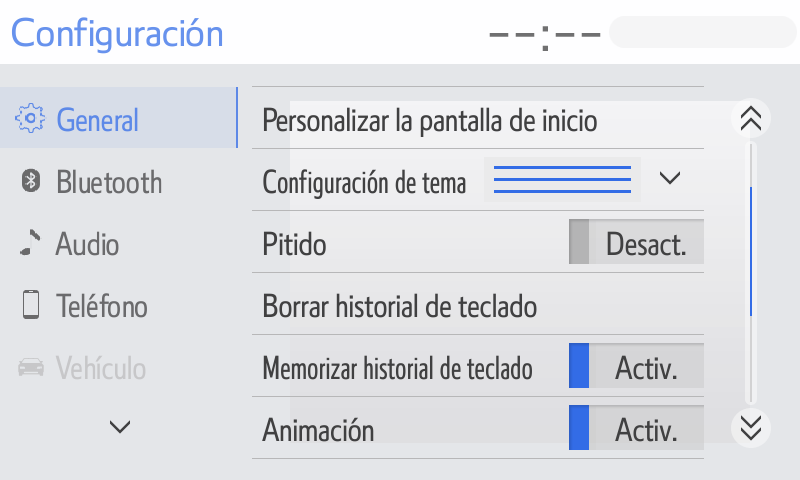 Configuración --:--
General
Bluetooth
Audio
Teléfono
Vehículo
Personalizar la pantalla de inicio
Configuración de tema
Pitido Desact.
Borrar historial de teclado
Memorizar historial de teclado Activ.
Animación Activ.